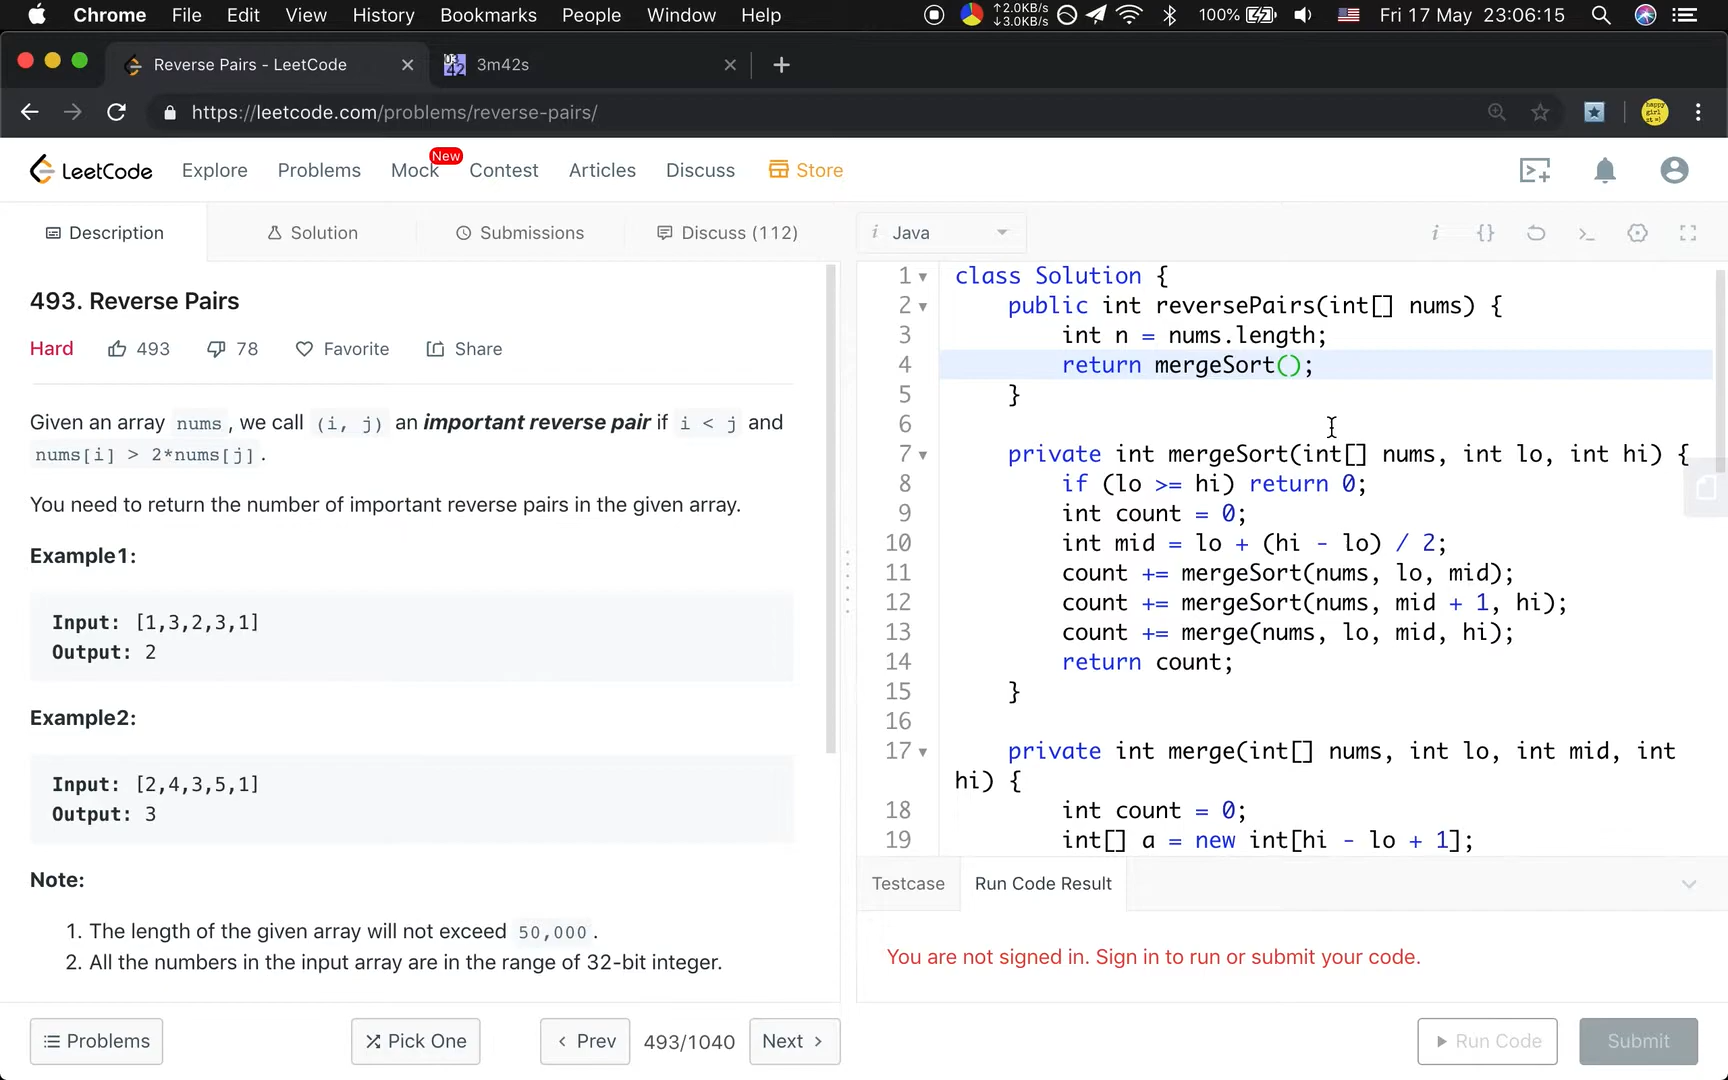 Chrome File Edit View History Bookmarks People Window Help
↑2.0KB/s
↓3.0KB/s
100%
Fri 17 May 23:06:15
Reverse Pairs - LeetCode
03
42
3m42s
https://leetcode.com/problems/reverse-pairs/
LeetCode
Explore Problems Mock New Contest Articles Discuss Store
Description Solution Submissions Discuss (112)
493. Reverse Pairs
Hard 493 78 Favorite Share
Given an array nums , we call (i, j) an important reverse pair if i < j and
nums[i] > 2*nums[j] .
You need to return the number of important reverse pairs in the given array.
Example1:
Input: [1,3,2,3,1]
Output: 2
Example2:
Input: [2,4,3,5,1]
Output: 3
Note:
1. The length of the given array will not exceed 50,000 .
2. All the numbers in the input array are in the range of 32-bit integer.
Problems Pick One Prev 493/1040 Next
i Java
i {}
1 class Solution {
2     public int reversePairs(int[] nums) {
3         int n = nums.length;
4         return mergeSort();
5     }
6
7     private int mergeSort(int[] nums, int lo, int hi) {
8         if (lo >= hi) return 0;
9         int count = 0;
10         int mid = lo + (hi - lo) / 2;
11         count += mergeSort(nums, lo, mid);
12         count += mergeSort(nums, mid + 1, hi);
13         count += merge(nums, lo, mid, hi);
14         return count;
15     }
16
17     private int merge(int[] nums, int lo, int mid, int
hi) {
18         int count = 0;
19         int[] a = new int[hi - lo + 1];
Testcase Run Code Result
You are not signed in. Sign in to run or submit your code.
Run Code Submit